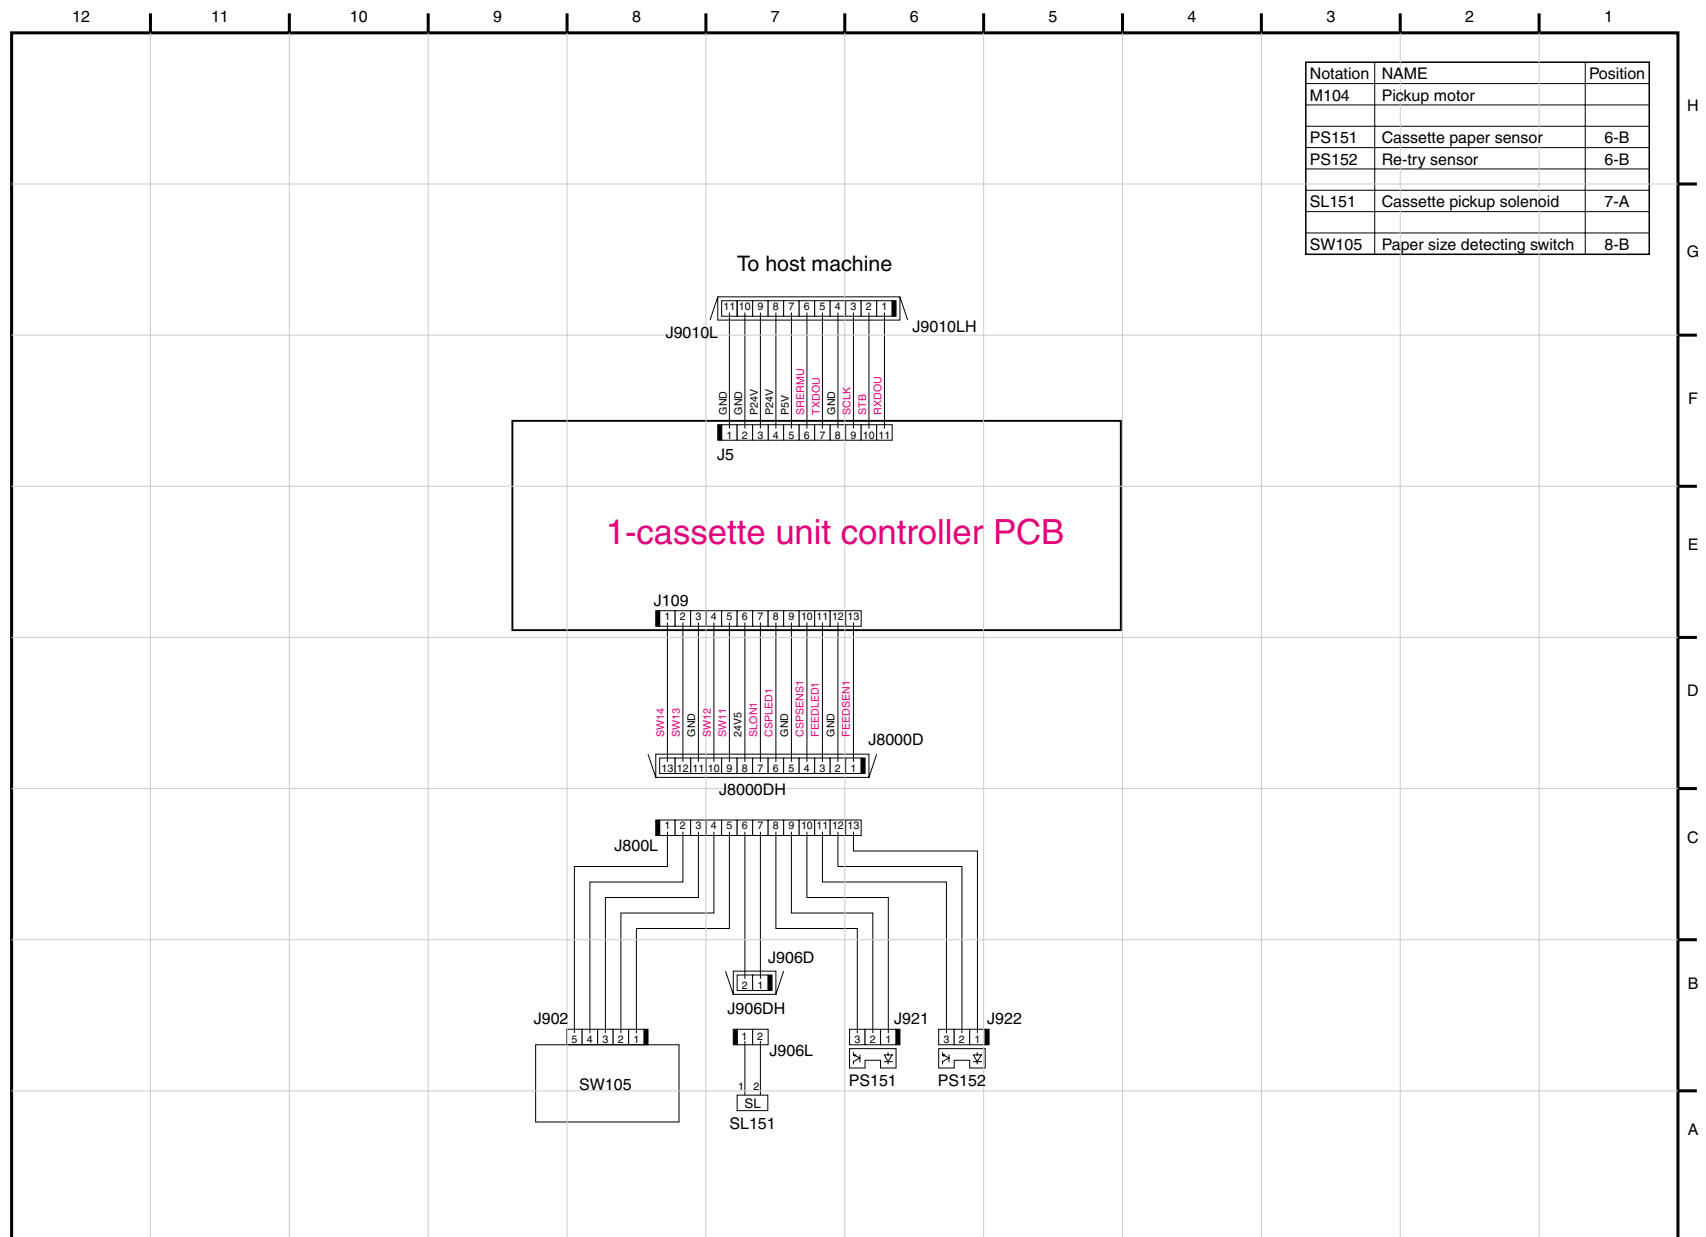 12 11 10 9 8 7 6 5 4 3 2 1
Notation NAME Position
M104 Pickup motor
PS151 Cassette paper sensor 6-B
PS152 Re-try sensor 6-B
SL151 Cassette pickup solenoid 7-A
SW105 Paper size detecting switch 8-B
H
G
To host machine
11 10 9 8 7 6 5 4 3 2 1
J9010L
J9010LH
GND GND P24V P24V P5V SRERMU TXDOU GND SCLK STB RXDOU
F
1 2 3 4 5 6 7 8 9 10 11
J5
1-cassette unit controller PCB
E
J109
1 2 3 4 5 6 7 8 9 10 11 12 13
SW14 SW13 GND SW12 SW11 24V5 SLON1 CSPLED1 GND CSPSENS1 FEEDLED1 GND FEEDSEN1
D
J8000D
13 12 11 10 9 8 7 6 5 4 3 2 1
J8000DH
1 2 3 4 5 6 7 8 9 10 11 12 13
J800L
C
J906D
2 1
J906DH
B
J902
J921
J922
5 4 3 2 1
1 2
3 2 1
3 2 1
J906L
SW105
PS151
PS152
1 2
SL
SL151
A